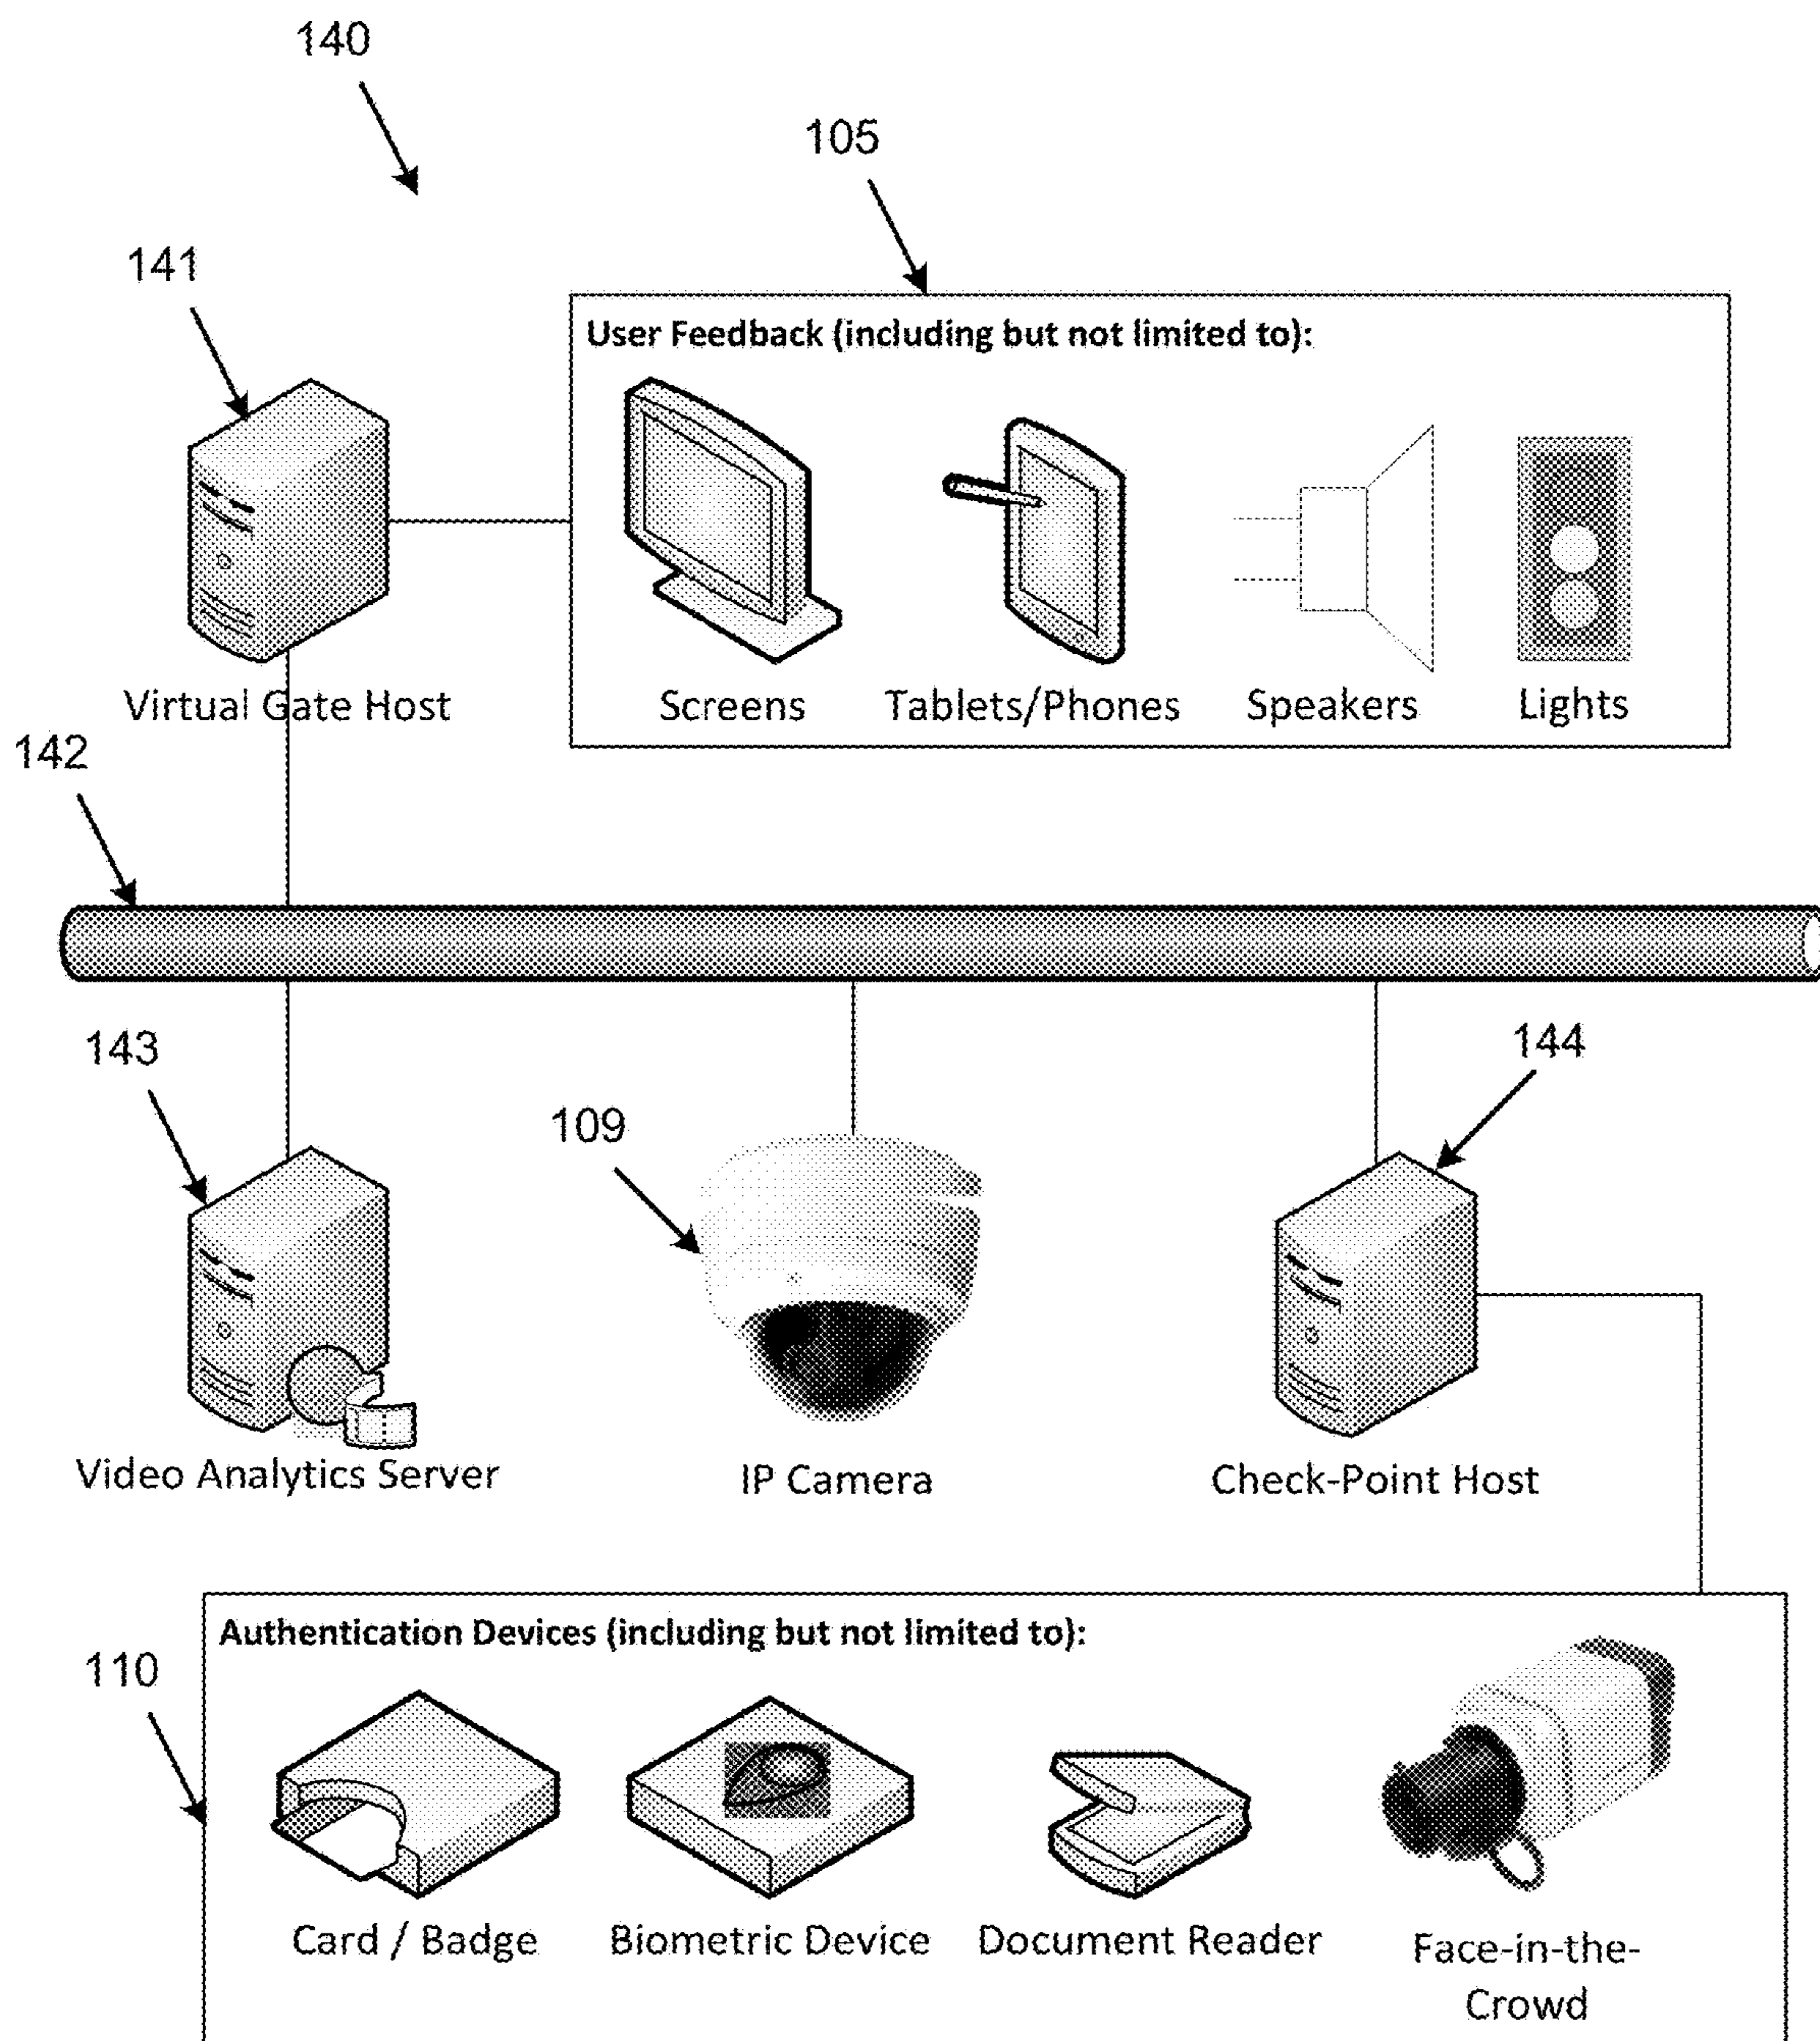 140
105
141
User Feedback (including but not limited to):
Virtual Gate Host
Screens
Tablets/Phones
Speakers
Lights
142
143
109
144
Video Analytics Server
IP Camera
Check-Point Host
110
Authentication Devices (including but not limited to):
Card / Badge
Biometric Device
Document Reader
Face-in-the-
Crowd